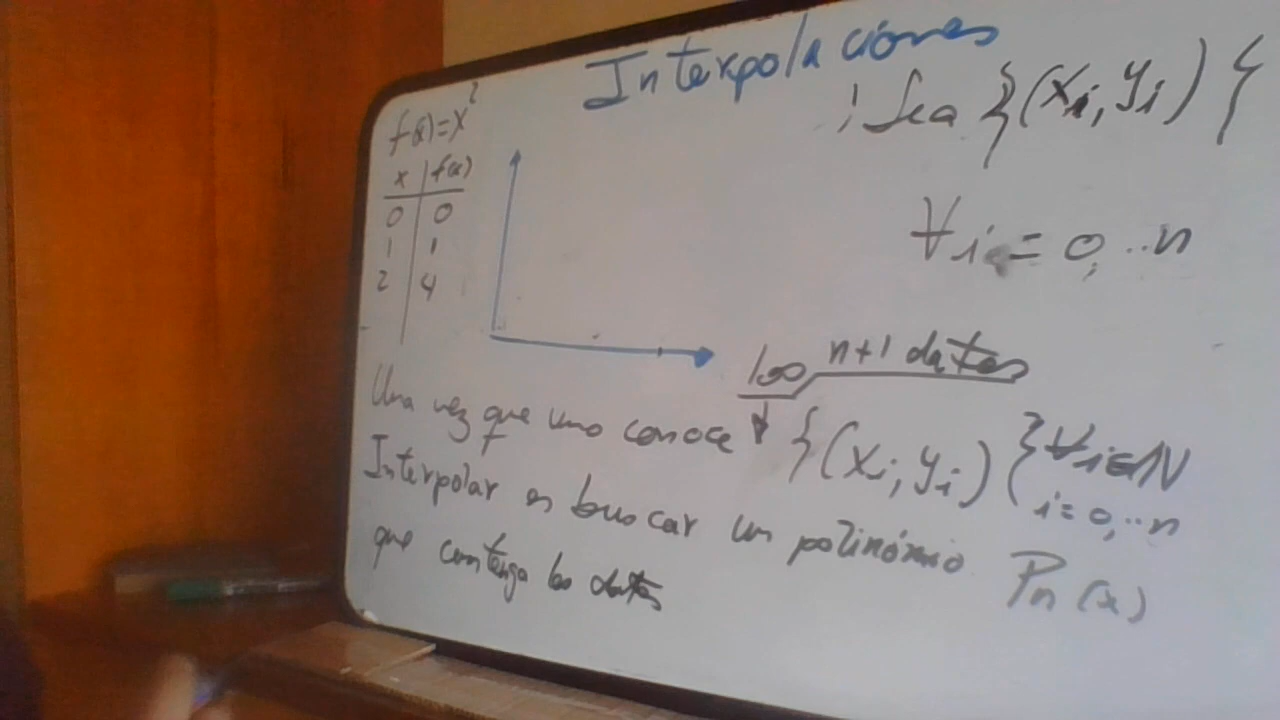 Interpolaciones
f(x)=x²
x f(x)
0 0
1 1
2 4
Sea {(xi, yi)}
∀i = 0,..n
los n+1 datos
Una vez que uno conoce {(xi, yi)} ∀i∈N
i=0,..n
Interpolar es buscar un polinómio Pn(x)
que contenga los datos